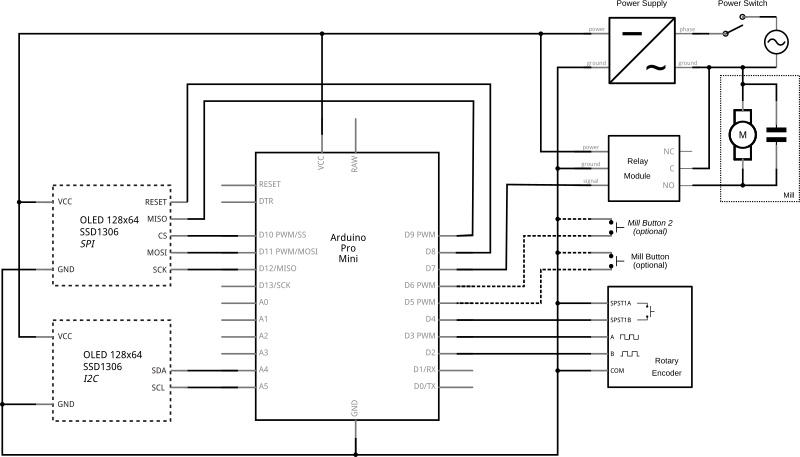 Power Supply
Power Switch
power
phase
ground
ground
M
Mill
power
ground
signal
Relay
Module
NC
C
NO
VCC
RAW
RESET
DTR
D10 PWM/SS
D11 PWM/MOSI
D12/MISO
D13/SCK
A0
A1
A2
A3
A4
A5
Arduino
Pro
Mini
D9 PWM
D8
D7
D6 PWM
D5 PWM
D4
D3 PWM
D2
D1/RX
D0/TX
GND
VCC
GND
OLED 128x64
SSD1306
SPI
RESET
MISO
CS
MOSI
SCK
VCC
GND
OLED 128x64
SSD1306
I2C
SDA
SCL
Mill Button 2
(optional)
Mill Button
(optional)
SPST1A
SPST1B
A
B
COM
Rotary
Encoder